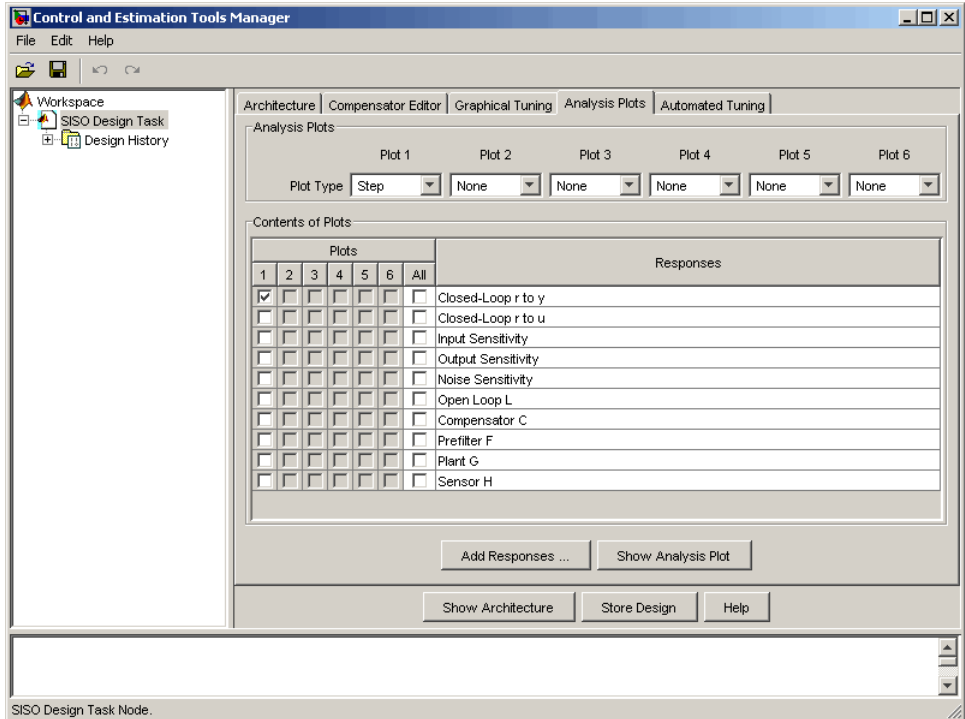 Control and Estimation Tools Manager
File Edit Help
Workspace
SISO Design Task
Design History
Architecture Compensator Editor Graphical Tuning Analysis Plots Automated Tuning
Analysis Plots
Plot 1 Plot 2 Plot 3 Plot 4 Plot 5 Plot 6
Plot Type Step None None None None None
Contents of Plots
Plots
Responses
1 2 3 4 5 6 All
Closed-Loop r to y
Closed-Loop r to u
Input Sensitivity
Output Sensitivity
Noise Sensitivity
Open Loop L
Compensator C
Prefilter F
Plant G
Sensor H
Add Responses ... Show Analysis Plot
Show Architecture Store Design Help
SISO Design Task Node.